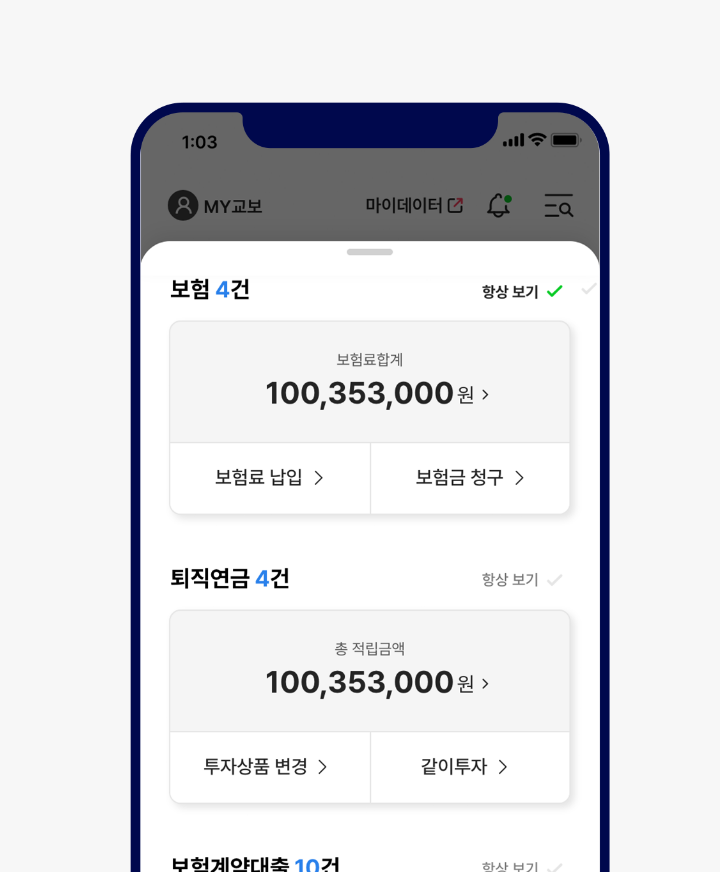 1:03
MY교보 마이데이터
보험 4건 항상 보기
보험료합계
100,353,000원
보험료 납입 보험금 청구
퇴직연금 4건 항상 보기
총 적립금액
100,353,000원
투자상품 변경 같이투자
보험계약대출 10건 항상 보기